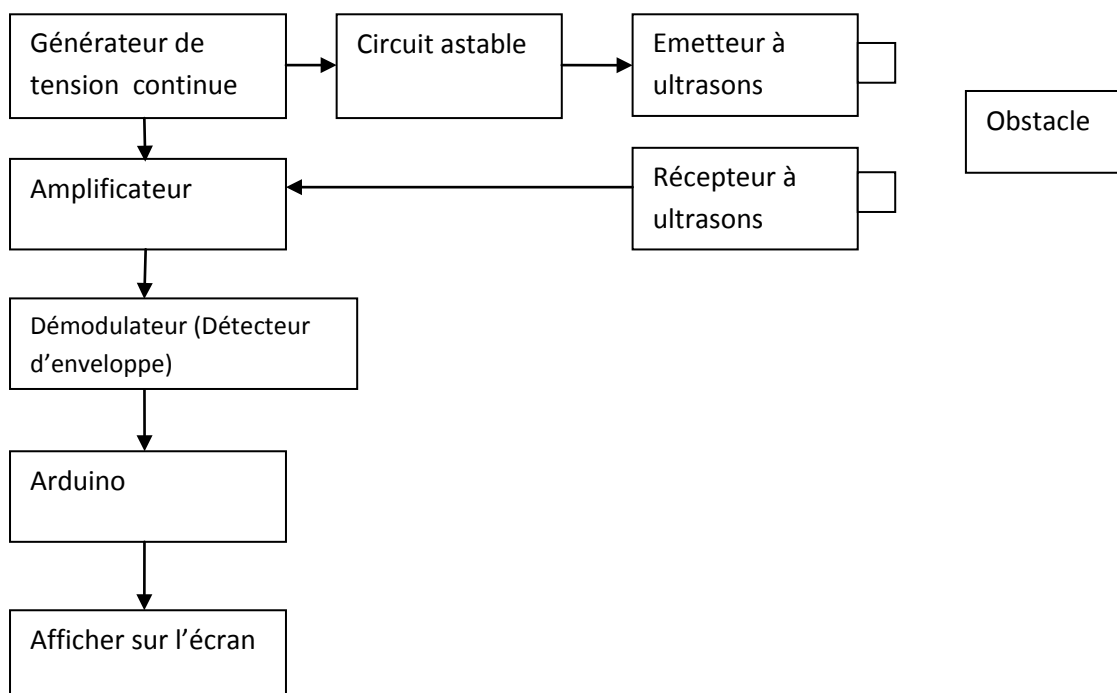 Générateur de
tension  continue
Circuit astable
Emetteur à
ultrasons
Obstacle
Amplificateur
Récepteur à
ultrasons
Démodulateur (Détecteur
d’enveloppe)
Arduino
Afficher sur l’écran